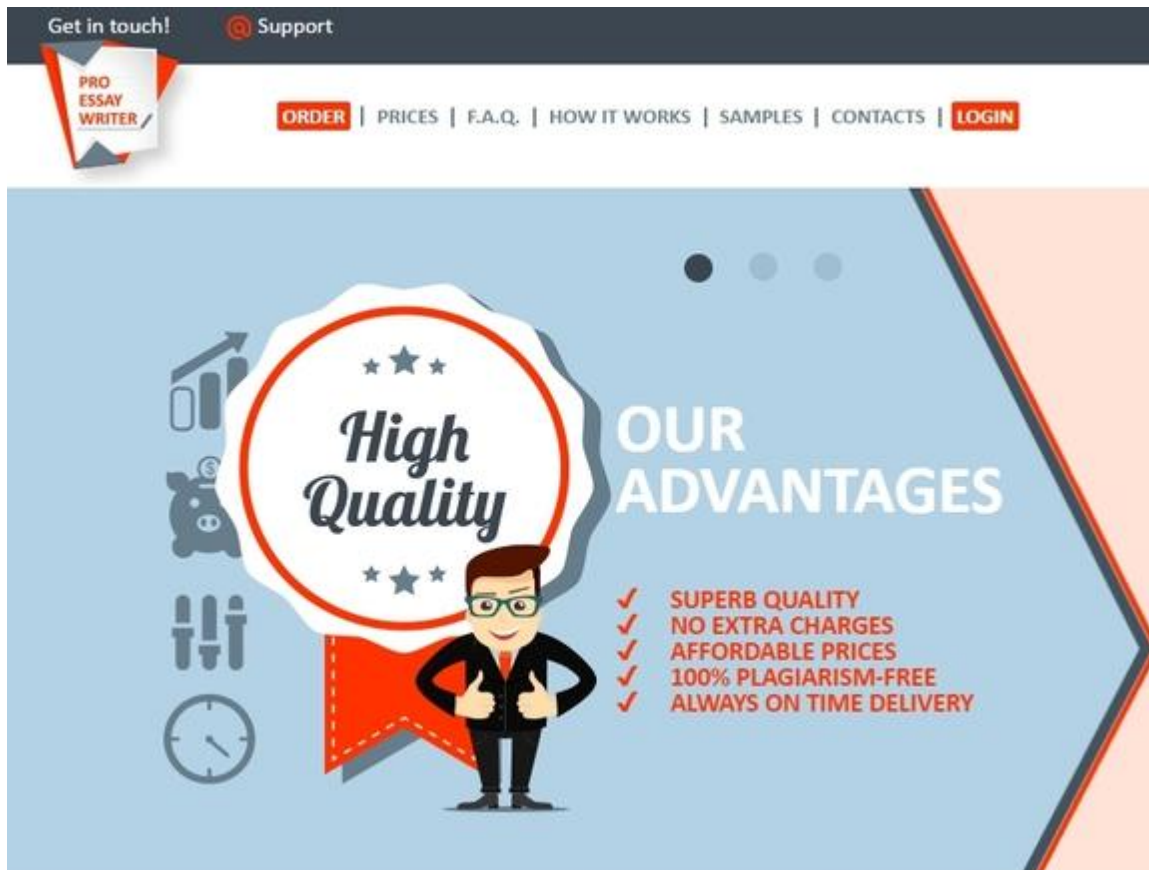 Get in touch! @ Support
PRO
ESSAY
WRITER
ORDER | PRICES | F.A.Q. | HOW IT WORKS | SAMPLES | CONTACTS | LOGIN
High
Quality
OUR
ADVANTAGES
✓ SUPERB QUALITY
✓ NO EXTRA CHARGES
✓ AFFORDABLE PRICES
✓ 100% PLAGIARISM-FREE
✓ ALWAYS ON TIME DELIVERY